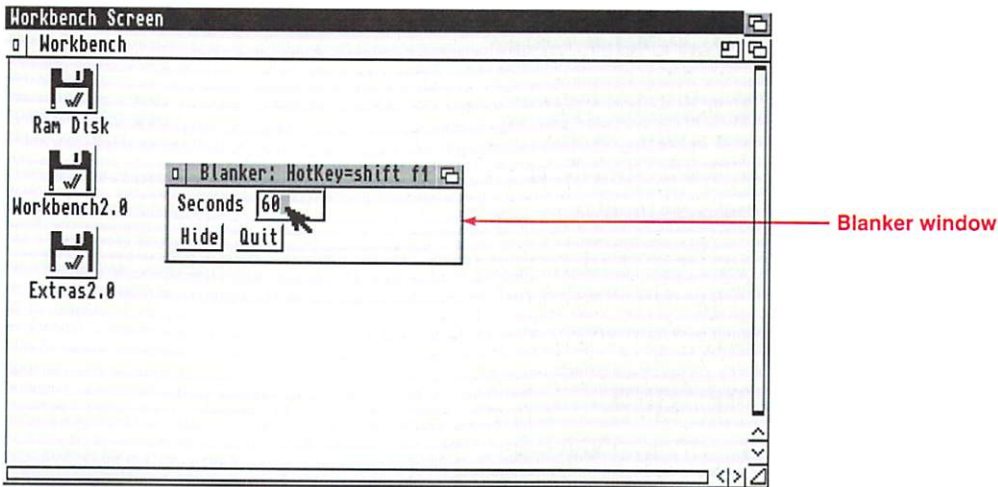 Workbench Screen
Workbench
Ram Disk
Workbench2.0
Extras2.0
Blanker: HotKey=shift f1
Seconds 60
Hide Quit
Blanker window